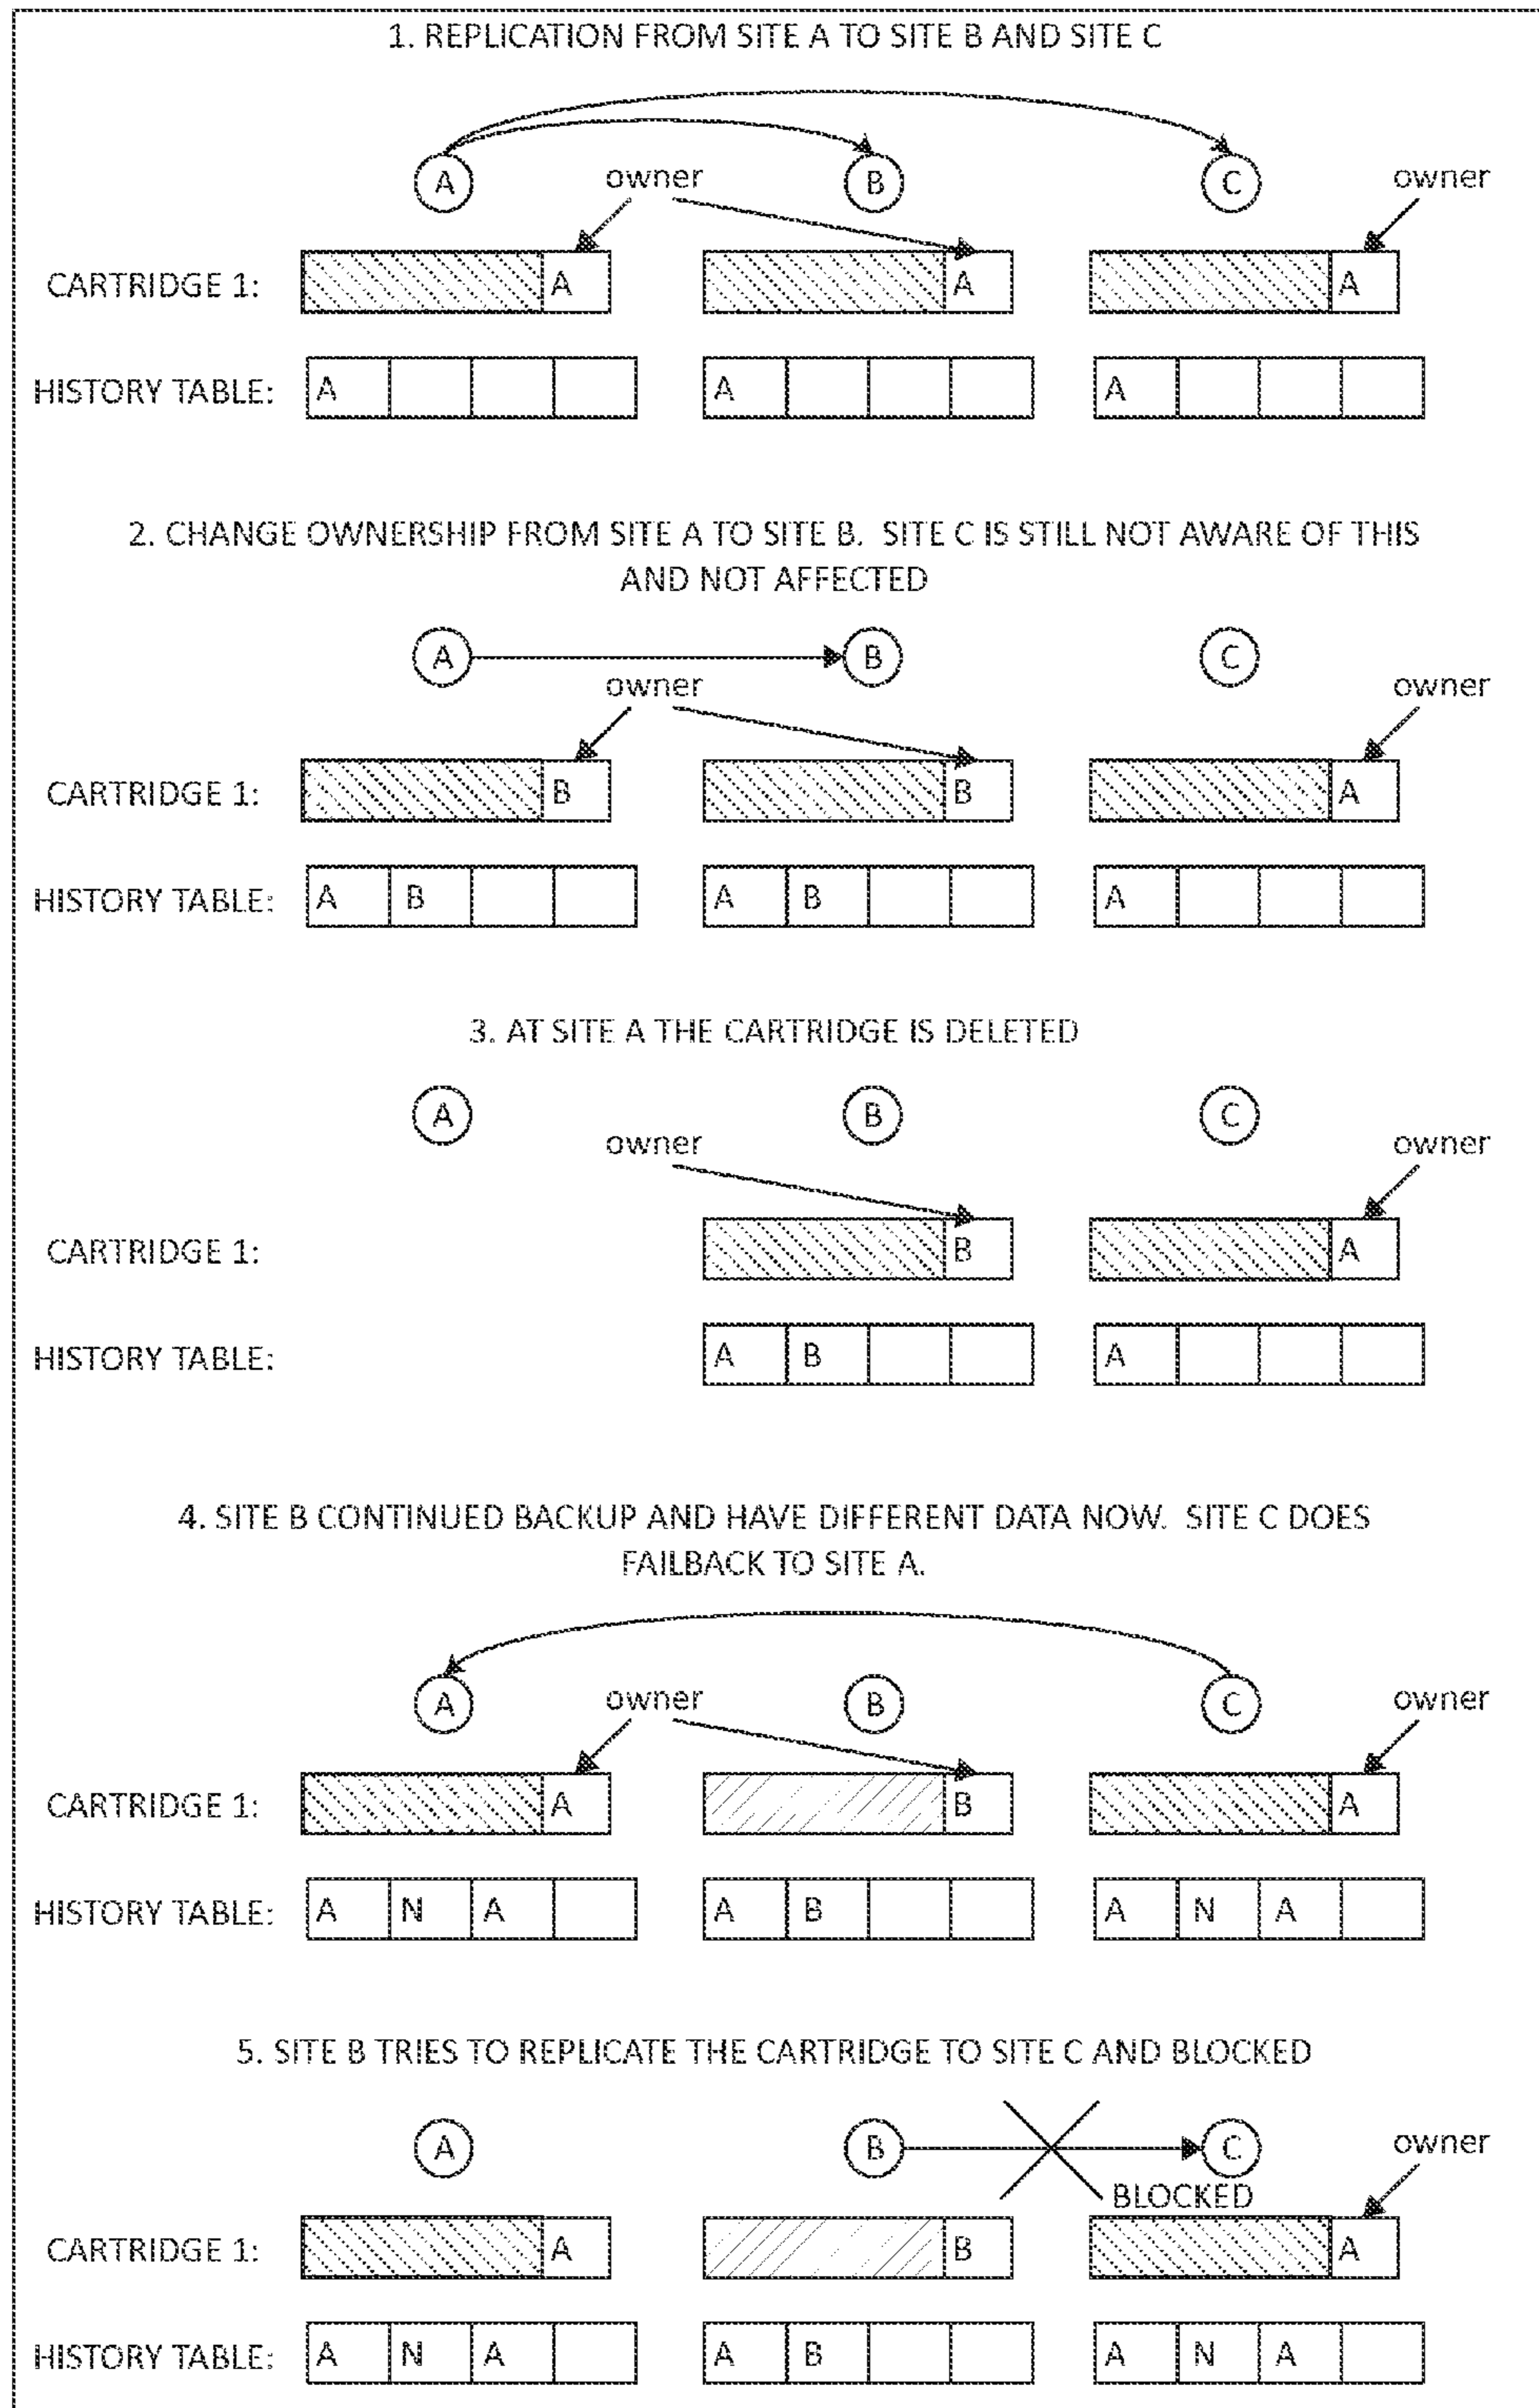 1. REPLICATION FROM SITE A TO SITE B AND SITE C
A owner B C owner
CARTRIDGE 1: A A A
HISTORY TABLE: A A A
2. CHANGE OWNERSHIP FROM SITE A TO SITE B. SITE C IS STILL NOT AWARE OF THIS
AND NOT AFFECTED
A B C
owner owner
CARTRIDGE 1: B B A
HISTORY TABLE: A B A B A
3. AT SITE A THE CARTRIDGE IS DELETED
A B C
owner owner
CARTRIDGE 1: B A
HISTORY TABLE: A B A
4. SITE B CONTINUED BACKUP AND HAVE DIFFERENT DATA NOW. SITE C DOES
FAILBACK TO SITE A.
A owner B C owner
CARTRIDGE 1: A B A
HISTORY TABLE: A N A A B A N A
5. SITE B TRIES TO REPLICATE THE CARTRIDGE TO SITE C AND BLOCKED
A B C owner
BLOCKED
CARTRIDGE 1: A B A
HISTORY TABLE: A N A A B A N A